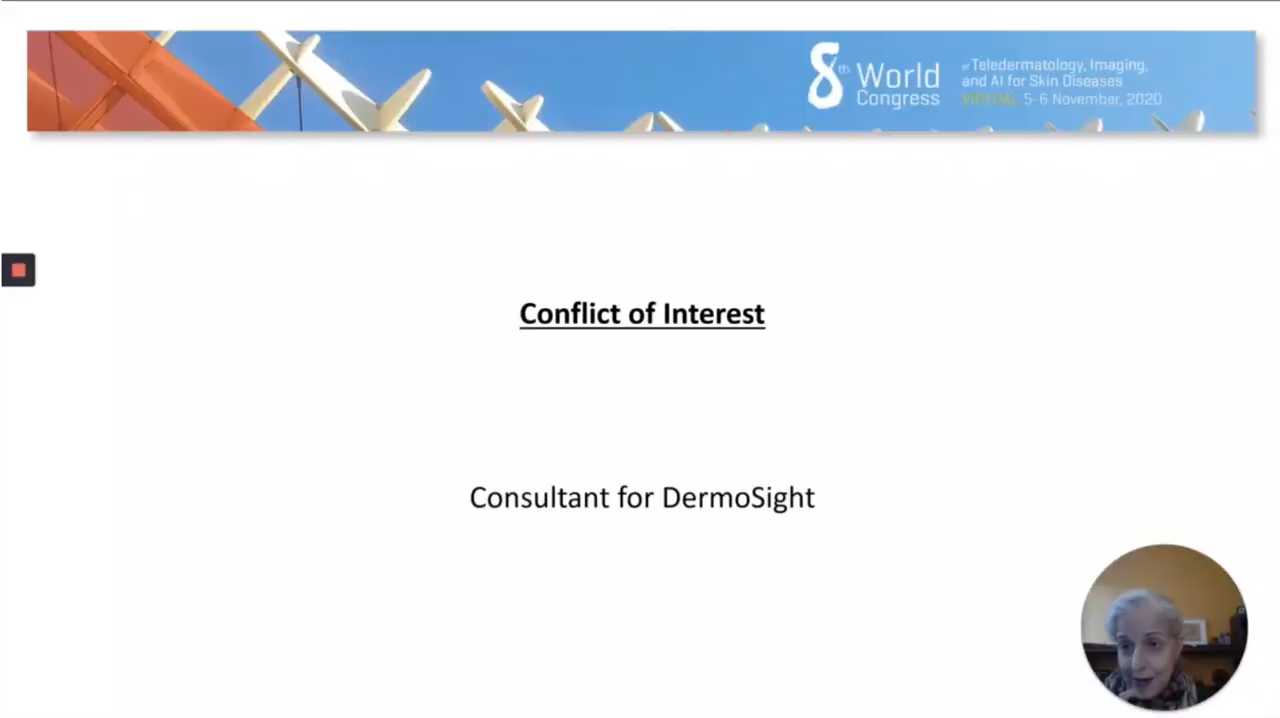 8th World Congress
of Teledermatology, Imaging,
and AI for Skin Diseases
VIRTUAL 5-6 November, 2020
Conflict of Interest
Consultant for DermoSight